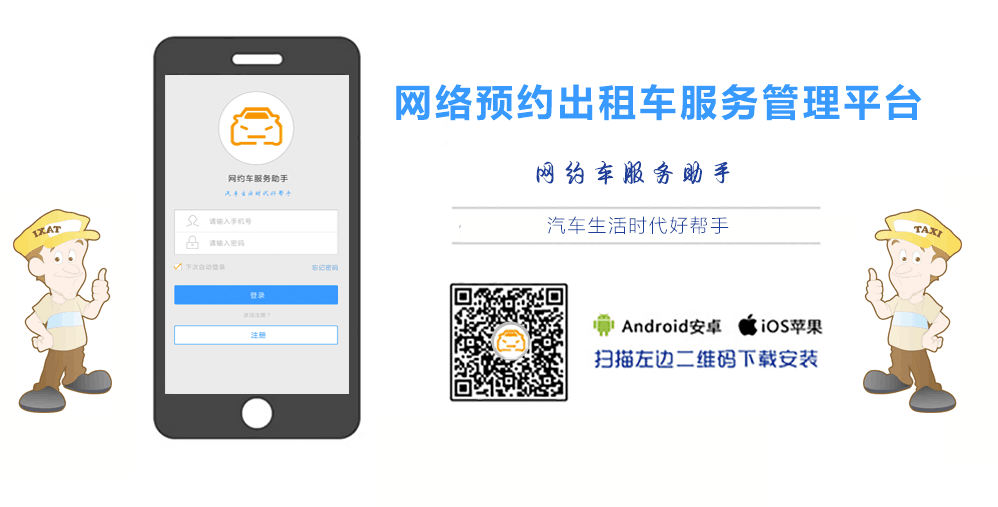 网络预约出租车服务管理平台
网约车服务助手
汽车生活时代好帮手
Android安卓
iOS苹果
扫描左边二维码下载安装
网约车服务助手
汽车生活时代好帮手
请输入手机号
请输入密码
下次自动登录
忘记密码
登录
注册
IXAT
TAXI